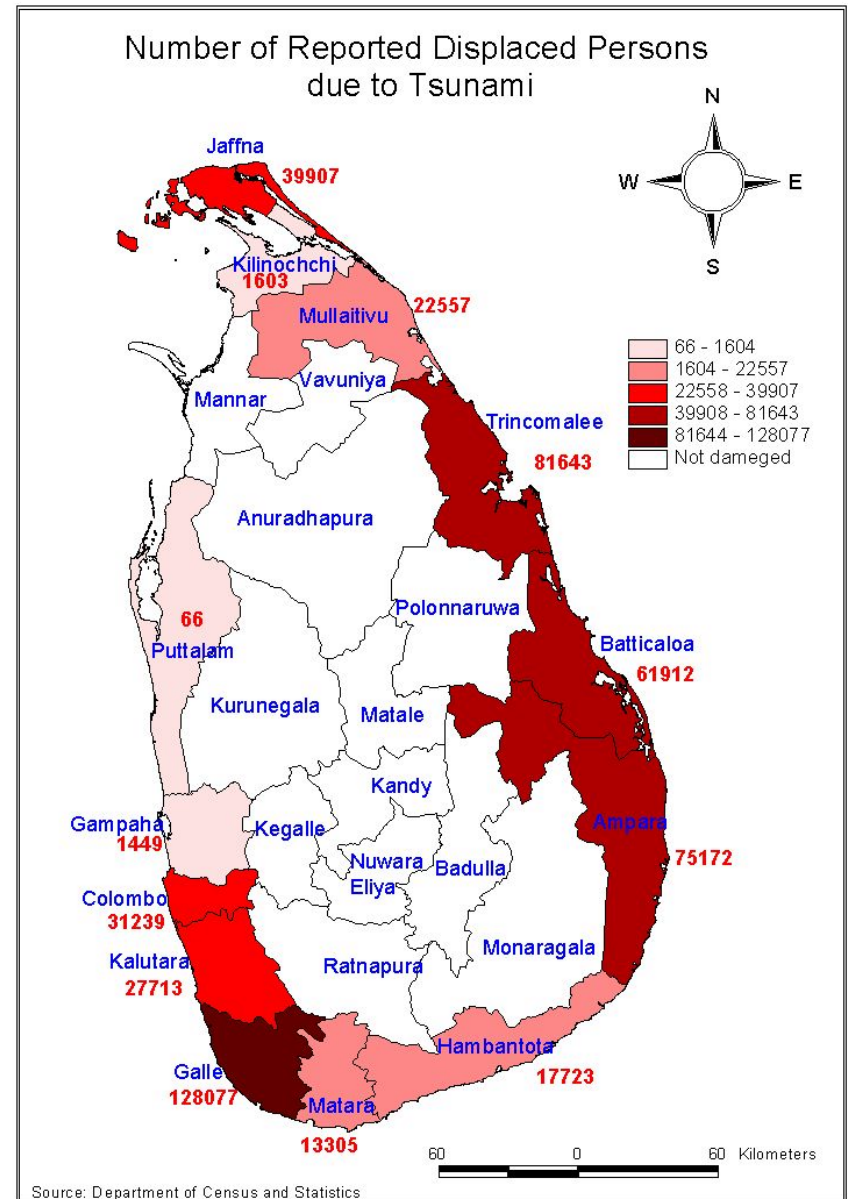 Number of Reported Displaced Persons
due to Tsunami
N
W
E
S
Jaffna
39907
Kilinochchi
1603
22557
Mullaitivu
66 - 1604
1604 - 22557
22558 - 39907
39908 - 81643
81644 - 128077
Not dameged
Vavuniya
Mannar
Trincomalee
81643
Anuradhapura
Polonnaruwa
66
Puttalam
Batticaloa
61912
Kurunegala
Matale
Kandy
Gampaha
1449
Kegalle
Ampara
75172
Nuwara
Eliya
Badulla
Colombo
31239
Monaragala
Kalutara
27713
Ratnapura
Hambantota
17723
Galle
128077
Matara
13305
60 0 60 Kilometers
Source: Department of Census and Statistics